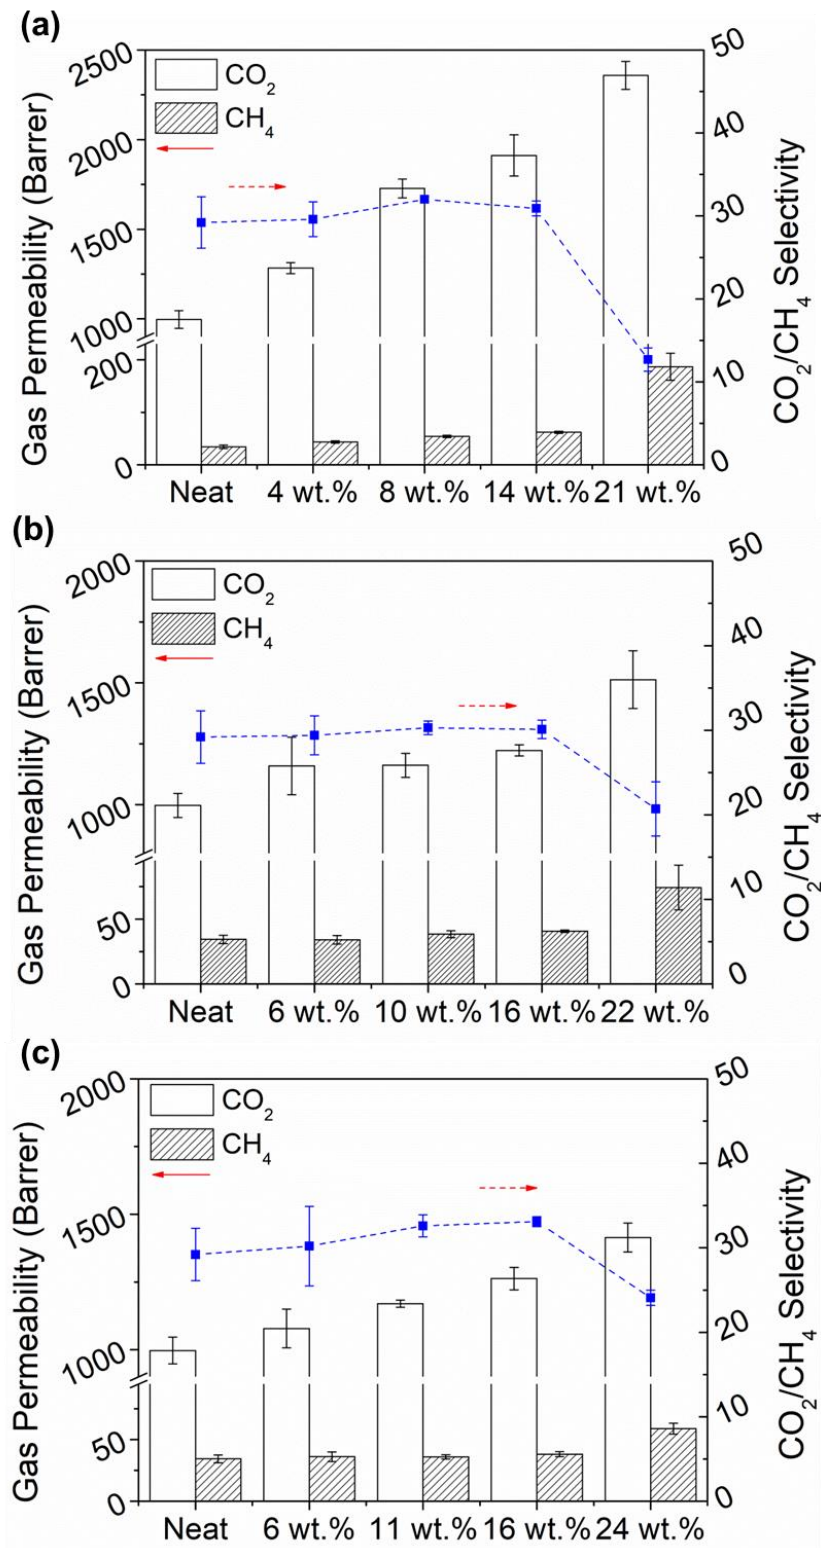 (a)
2500
2000
1500
1000
200
0
Gas Permeability (Barrer)
CO2
CH4
50
40
30
20
10
0
CO2/CH4 Selectivity
Neat 4 wt.% 8 wt.% 14 wt.% 21 wt.%
(b)
2000
1500
1000
50
0
Gas Permeability (Barrer)
CO2
CH4
50
40
30
20
10
0
CO2/CH4 Selectivity
Neat 6 wt.% 10 wt.% 16 wt.% 22 wt.%
(c)
2000
1500
1000
50
0
Gas Permeability (Barrer)
CO2
CH4
50
40
30
20
10
0
CO2/CH4 Selectivity
Neat 6 wt.% 11 wt.% 16 wt.% 24 wt.%